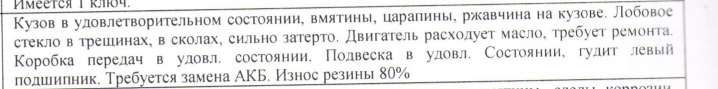 Имеется 1 ключ.
Кузов в удовлетворительном состоянии, вмятины, царапины, ржавчина на кузове. Лобовое
стекло в трещинах, в сколах, сильно затерто. Двигатель расходует масло, требует ремонта.
Коробка передач в удовл. состоянии. Подвеска в удовл. Состоянии, гудит левый
подшипник. Требуется замена АКБ. Износ резины 80%
коррозии,